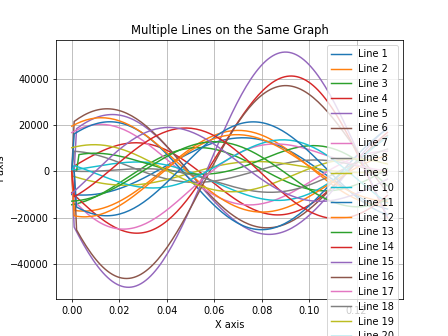 Multiple Lines on the Same Graph
40000
20000
0
−20000
−40000
0.00
0.02
0.04
0.06
0.08
0.10
X axis
Line 1
Line 2
Line 3
Line 4
Line 5
Line 6
Line 7
Line 8
Line 9
Line 10
Line 11
Line 12
Line 13
Line 14
Line 15
Line 16
Line 17
Line 18
Line 19